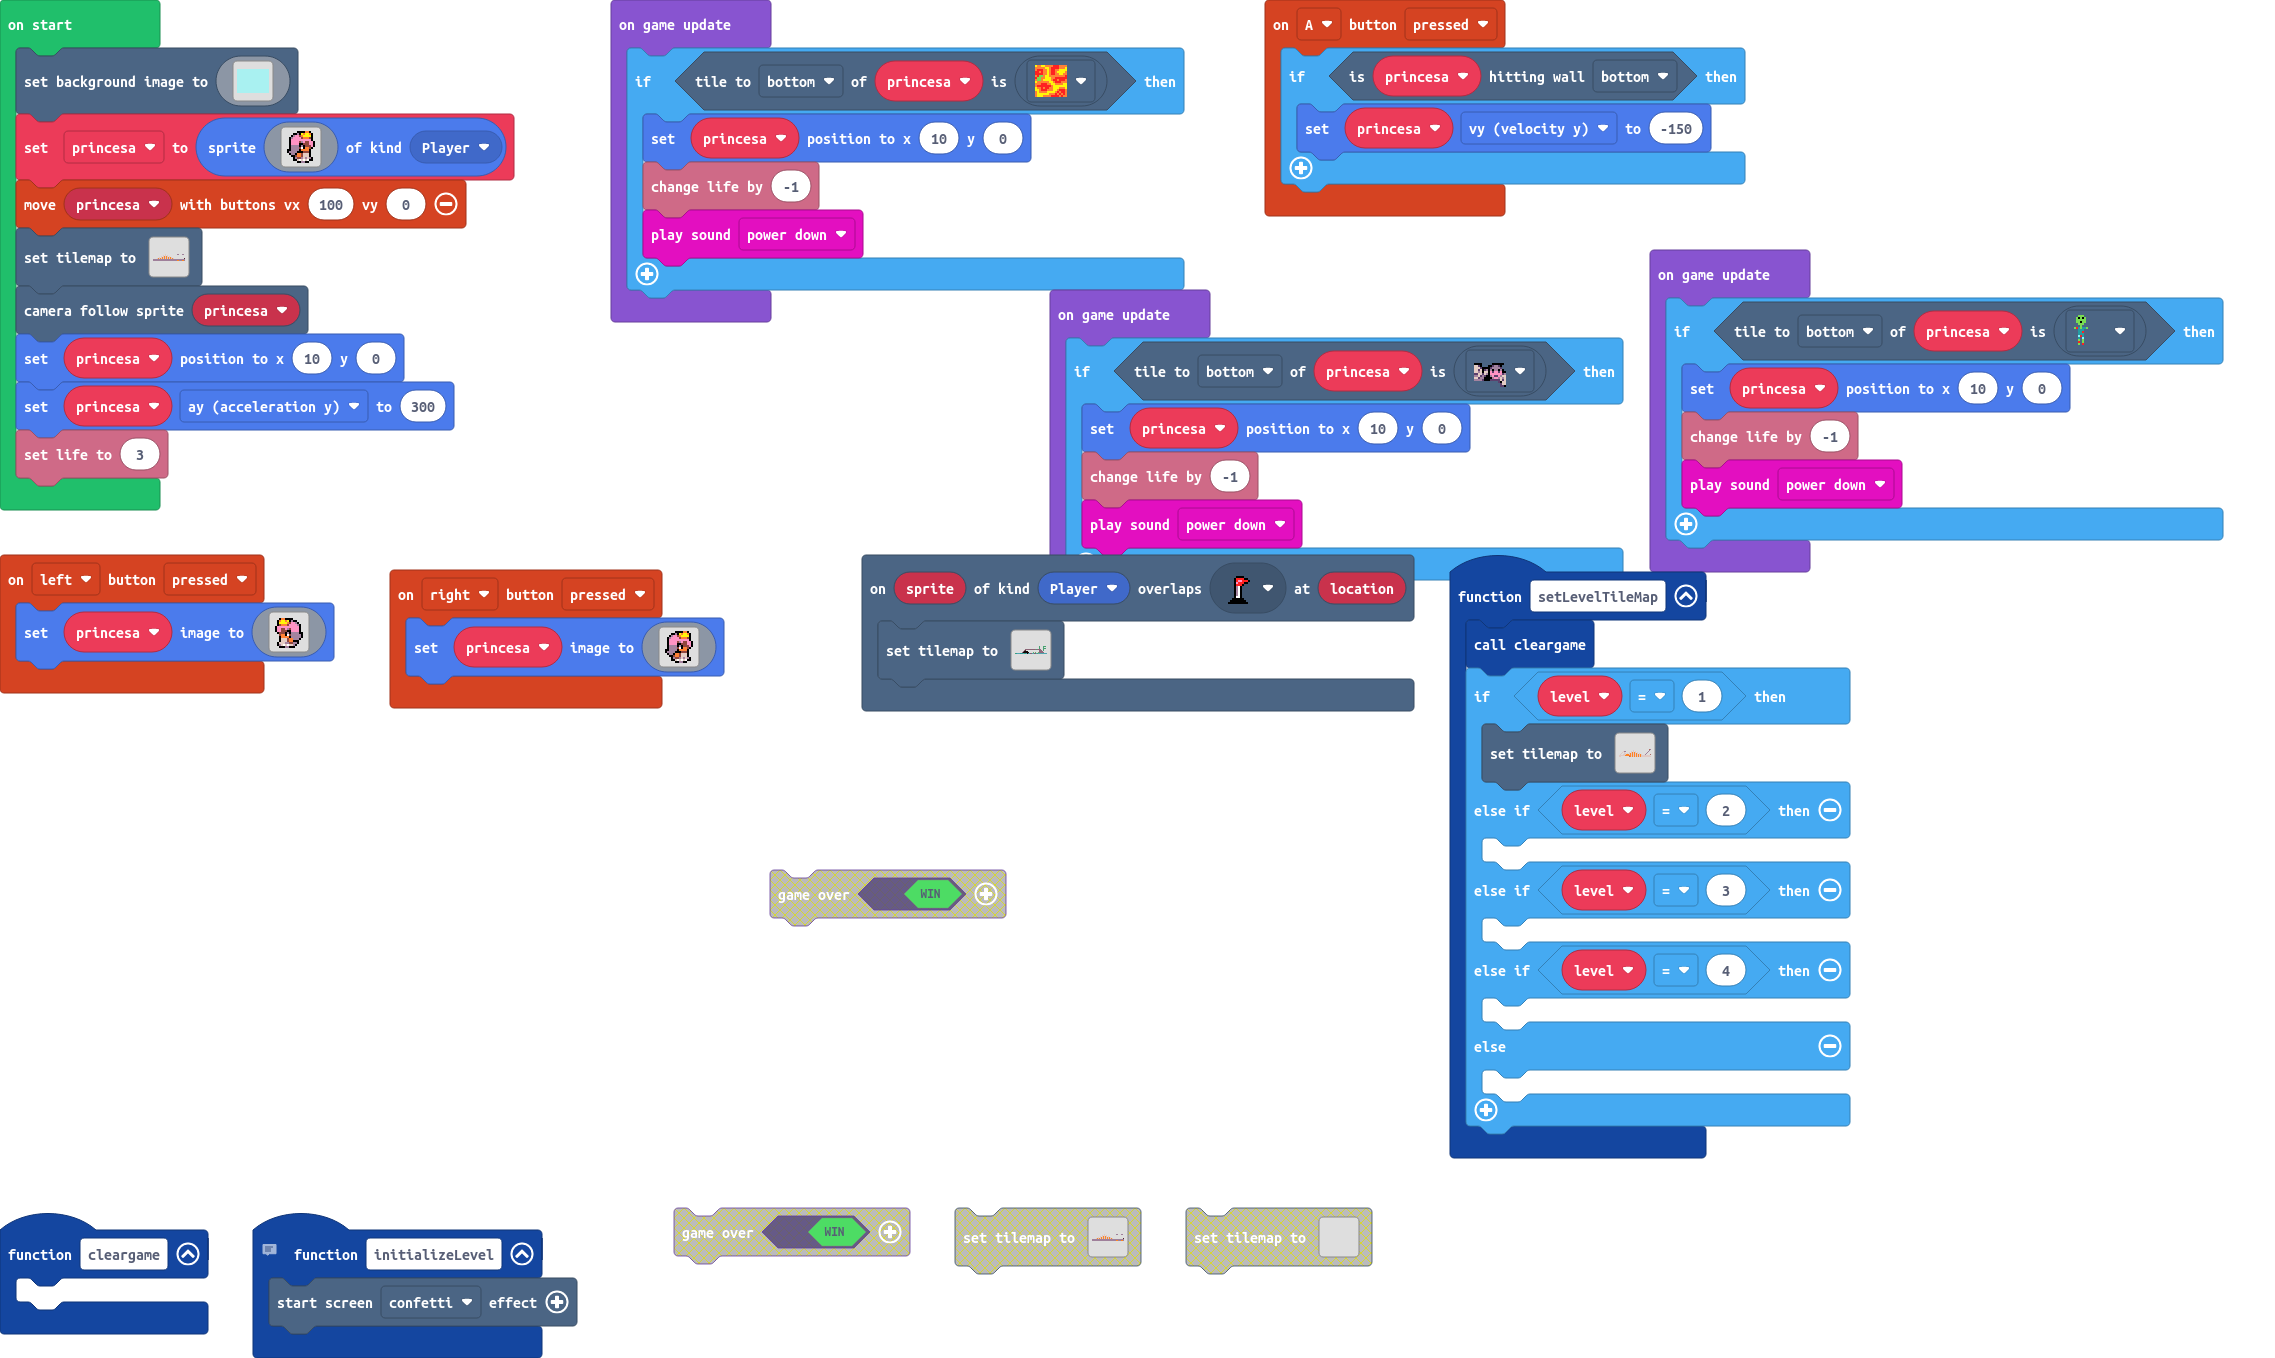 on start
set background image to
set princesa to sprite of kind Player
move princesa with buttons vx 100 vy 0
set tilemap to
camera follow sprite princesa
set princesa position to x 10 y 0
set princesa ay (acceleration y) to 300
set life to 3
on game update
if tile to bottom of princesa is then
set princesa position to x 10 y 0
change life by -1
play sound power down
on A button pressed
if is princesa hitting wall bottom then
set princesa vy (velocity y) to -150
on game update
if tile to bottom of princesa is then
set princesa position to x 10 y 0
change life by -1
play sound power down
on game update
if tile to bottom of princesa is then
set princesa position to x 10 y 0
change life by -1
play sound power down
on left button pressed
set princesa image to
on right button pressed
set princesa image to
on sprite of kind Player overlaps at location
set tilemap to
function setLevelTileMap
call cleargame
if level = 1 then
set tilemap to
else if level = 2 then
else if level = 3 then
else if level = 4 then
else
game over WIN
function cleargame
function initializeLevel
start screen confetti effect
game over WIN
set tilemap to
set tilemap to